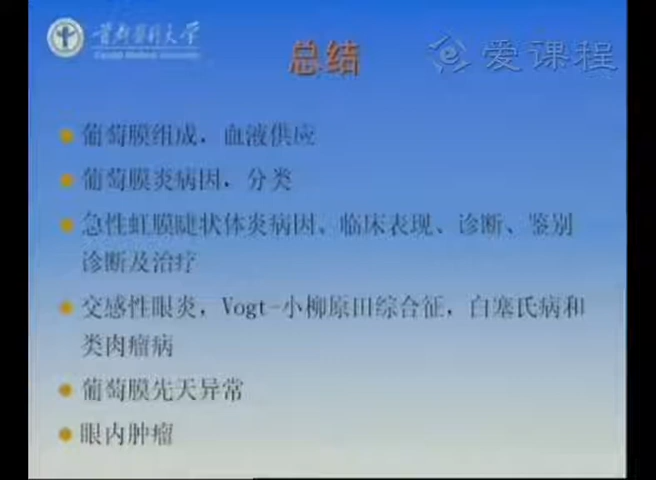 首都医科大学
总结
爱课程
葡萄膜组成，血液供应
葡萄膜炎病因，分类
急性虹膜睫状体炎病因、临床表现、诊断、鉴别
诊断及治疗
交感性眼炎，Vogt-小柳原田综合征，白塞氏病和
类肉瘤病
葡萄膜先天异常
眼内肿瘤